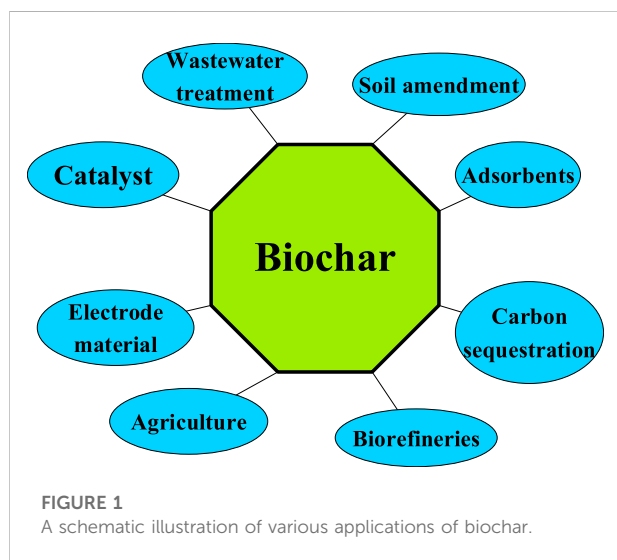 Wastewater
treatment
Soil amendment
Catalyst
Adsorbents
Biochar
Electrode
material
Carbon
sequestration
Agriculture
Biorefineries
FIGURE 1
A schematic illustration of various applications of biochar.